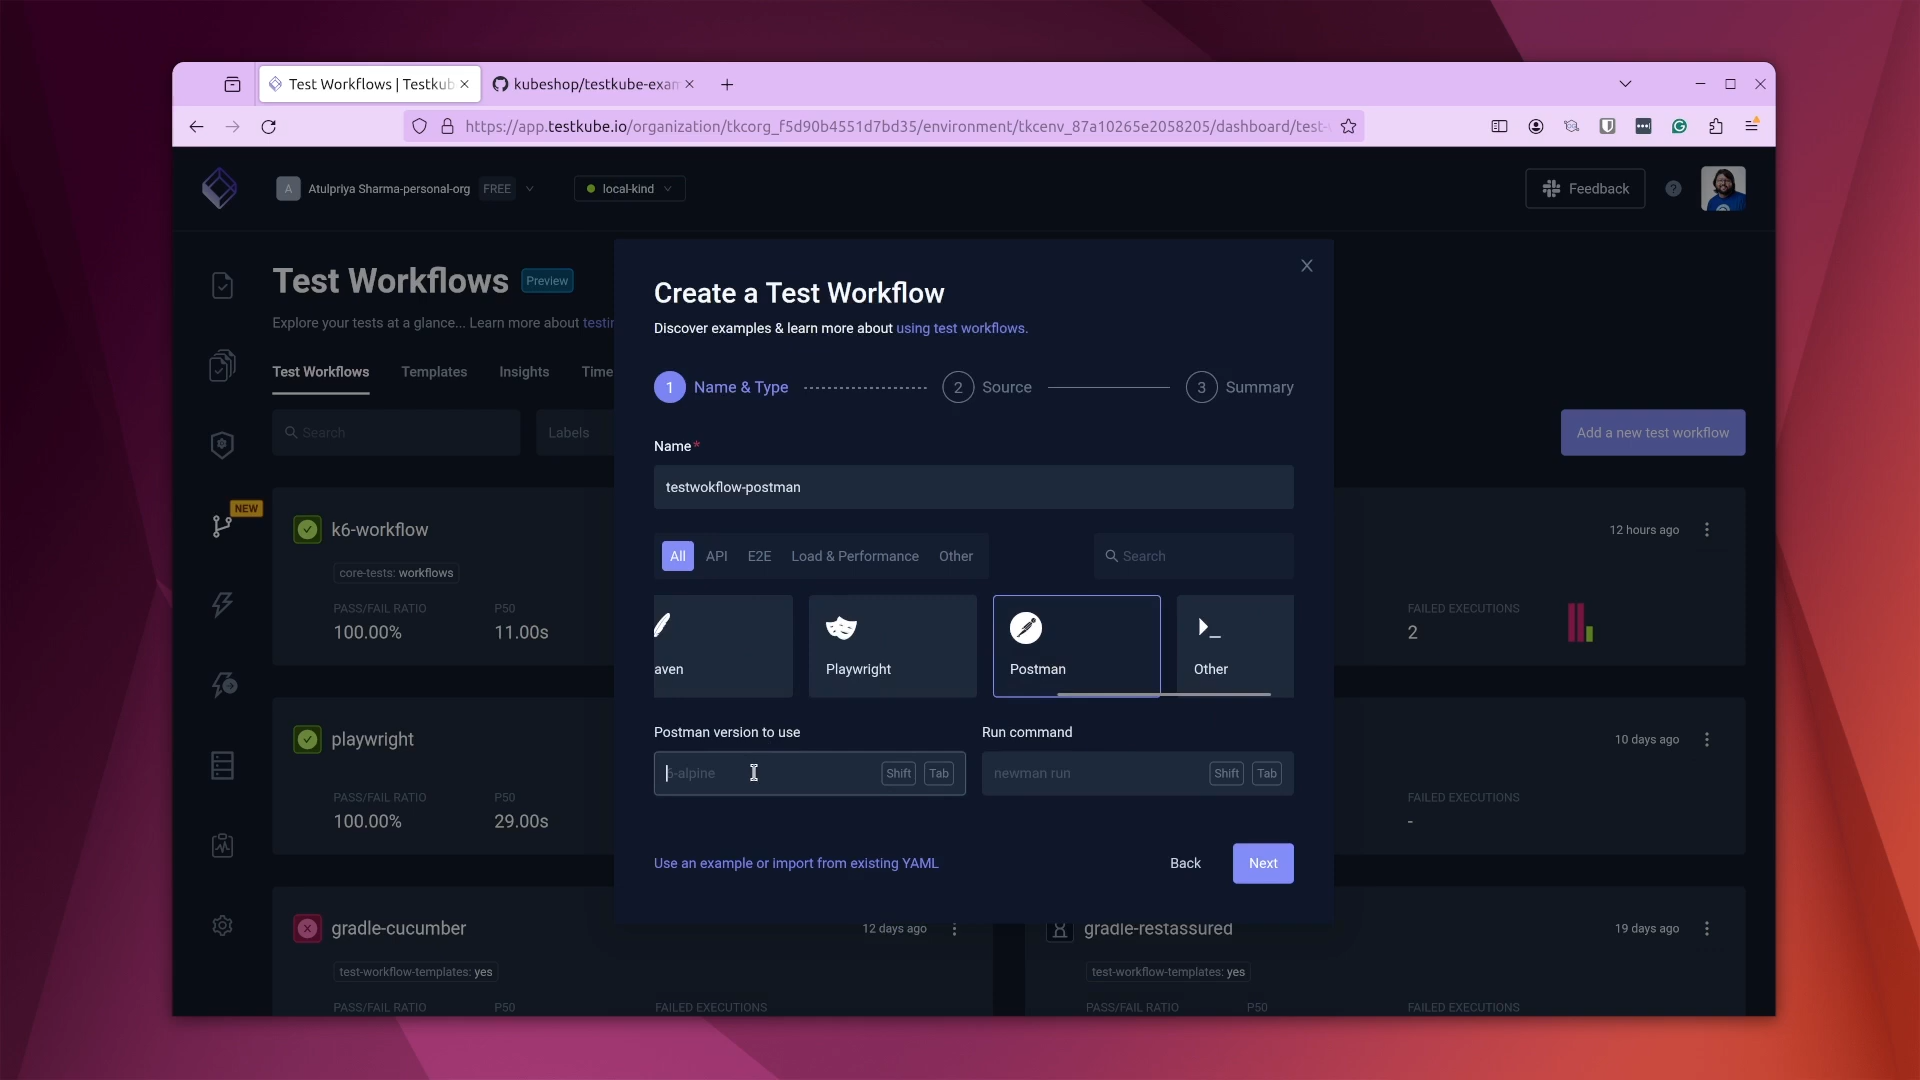 Test Workflows | Testkub
kubeshop/testkube-exam
https://app.testkube.io/organization/tkcorg_f5d90b4551d7bd35/environment/tkcenv_87a10265e2058205/dashboard/test-
A Atulpriya Sharma-personal-org FREE
local-kind
Feedback
?
Test Workflows Preview
Explore your tests at a glance... Learn more about testin
Test Workflows Templates Insights Time
Search
Labels
Add a new test workflow
NEW
k6-workflow
core-tests: workflows
PASS/FAIL RATIO P50
100.00% 11.00s
12 hours ago
FAILED EXECUTIONS
2
playwright
PASS/FAIL RATIO P50
100.00% 29.00s
10 days ago
FAILED EXECUTIONS
-
gradle-cucumber
12 days ago
test-workflow-templates: yes
PASS/FAIL RATIO P50 FAILED EXECUTIONS
gradle-restassured
19 days ago
test-workflow-templates: yes
PASS/FAIL RATIO P50 FAILED EXECUTIONS
Create a Test Workflow
Discover examples & learn more about using test workflows.
1 Name & Type 2 Source 3 Summary
Name*
testwokflow-postman
All API E2E Load & Performance Other
Search
aven
Playwright
Postman
Other
Postman version to use
6-alpine Shift Tab
Run command
newman run Shift Tab
Use an example or import from existing YAML
Back
Next